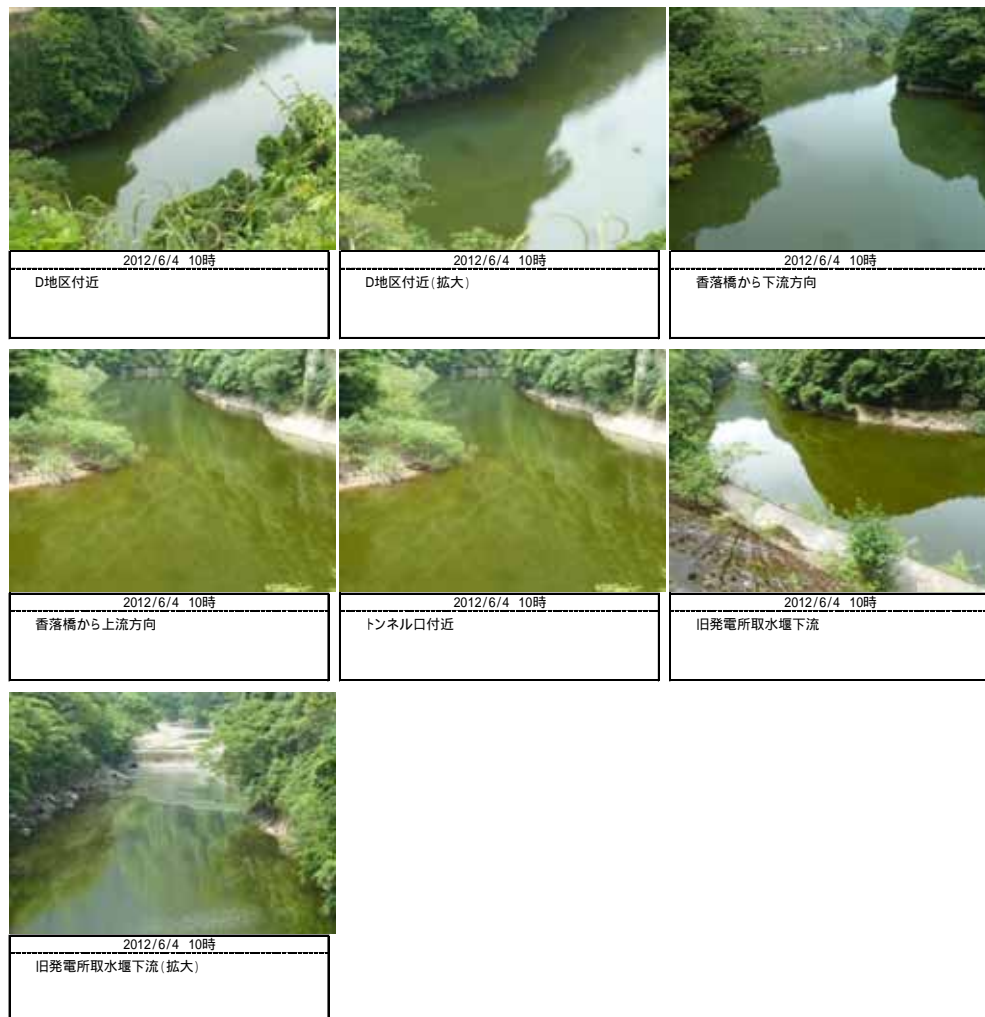 2012/6/4 10時
D地区付近
2012/6/4 10時
D地区付近(拡大)
2012/6/4 10時
香落橋から下流方向
2012/6/4 10時
香落橋から上流方向
2012/6/4 10時
トンネル口付近
2012/6/4 10時
旧発電所取水堰下流
2012/6/4 10時
旧発電所取水堰下流(拡大)